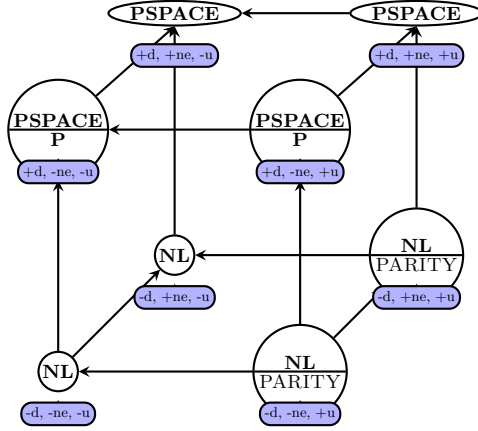 PSPACE
PSPACE
+d, +ne, -u
+d, +ne, +u
PSPACE
P
PSPACE
P
+d, -ne, -u
+d, -ne, +u
NL
NL
PARITY
-d, +ne, -u
-d, +ne, +u
NL
NL
PARITY
-d, -ne, -u
-d, -ne, +u